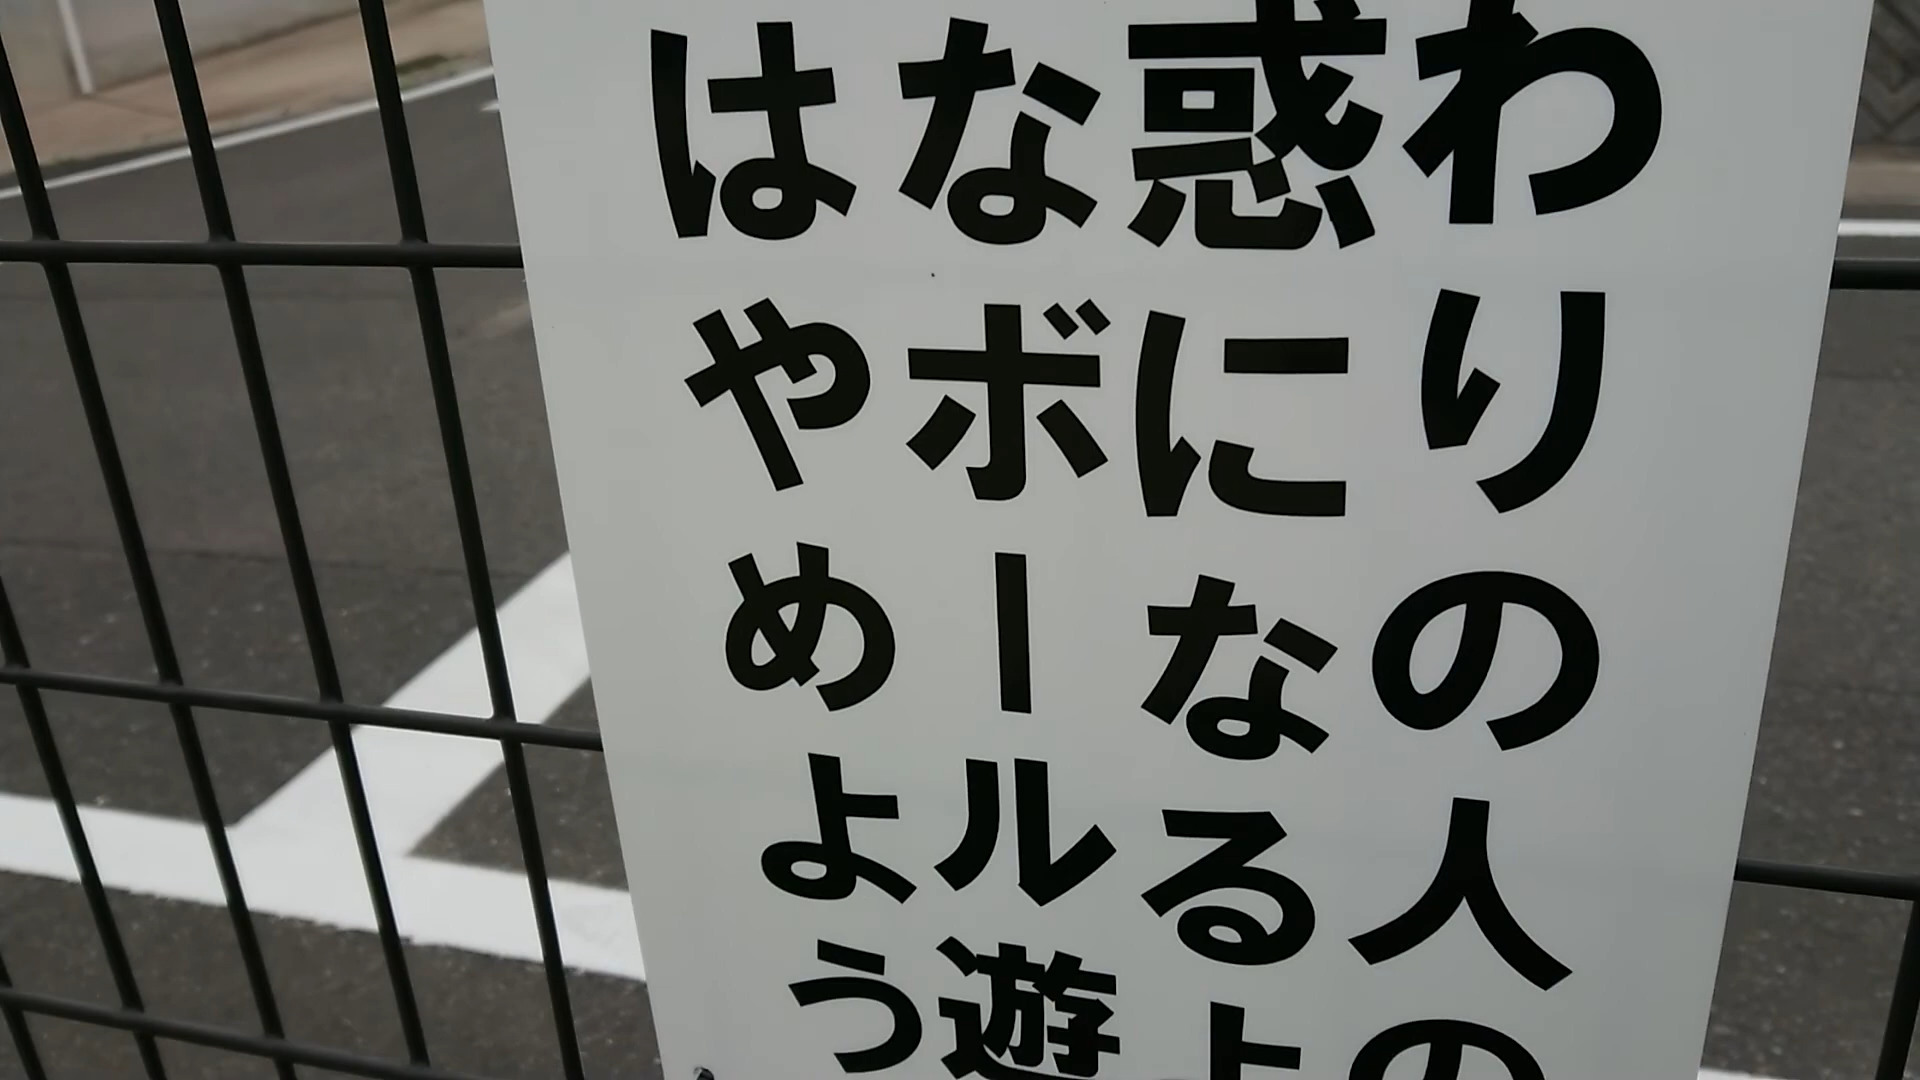 わりの人の
惑になる
なボール遊
はやめよう